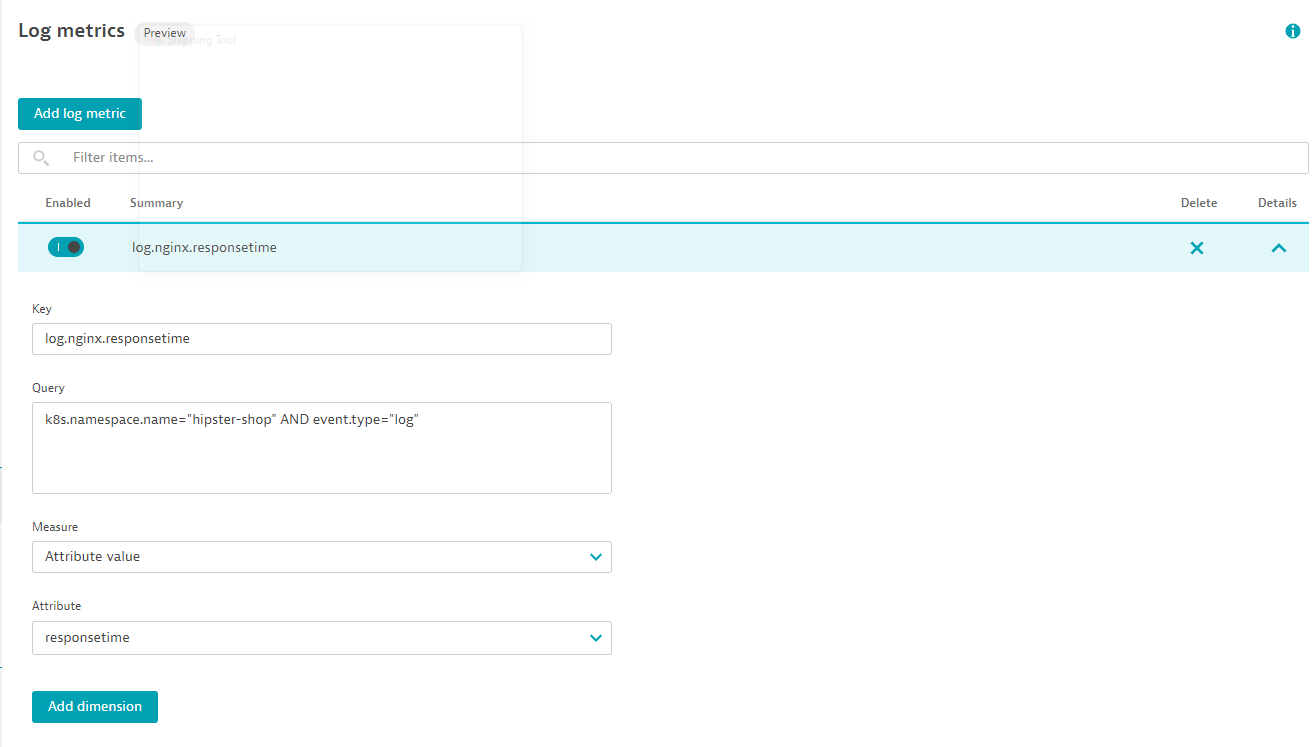 Log metrics Preview
Snipping Tool
Add log metric
Filter items...
Enabled Summary Delete Details
log.nginx.responsetime
Key
log.nginx.responsetime
Query
k8s.namespace.name="hipster-shop" AND event.type="log"
Measure
Attribute value
Attribute
responsetime
Add dimension